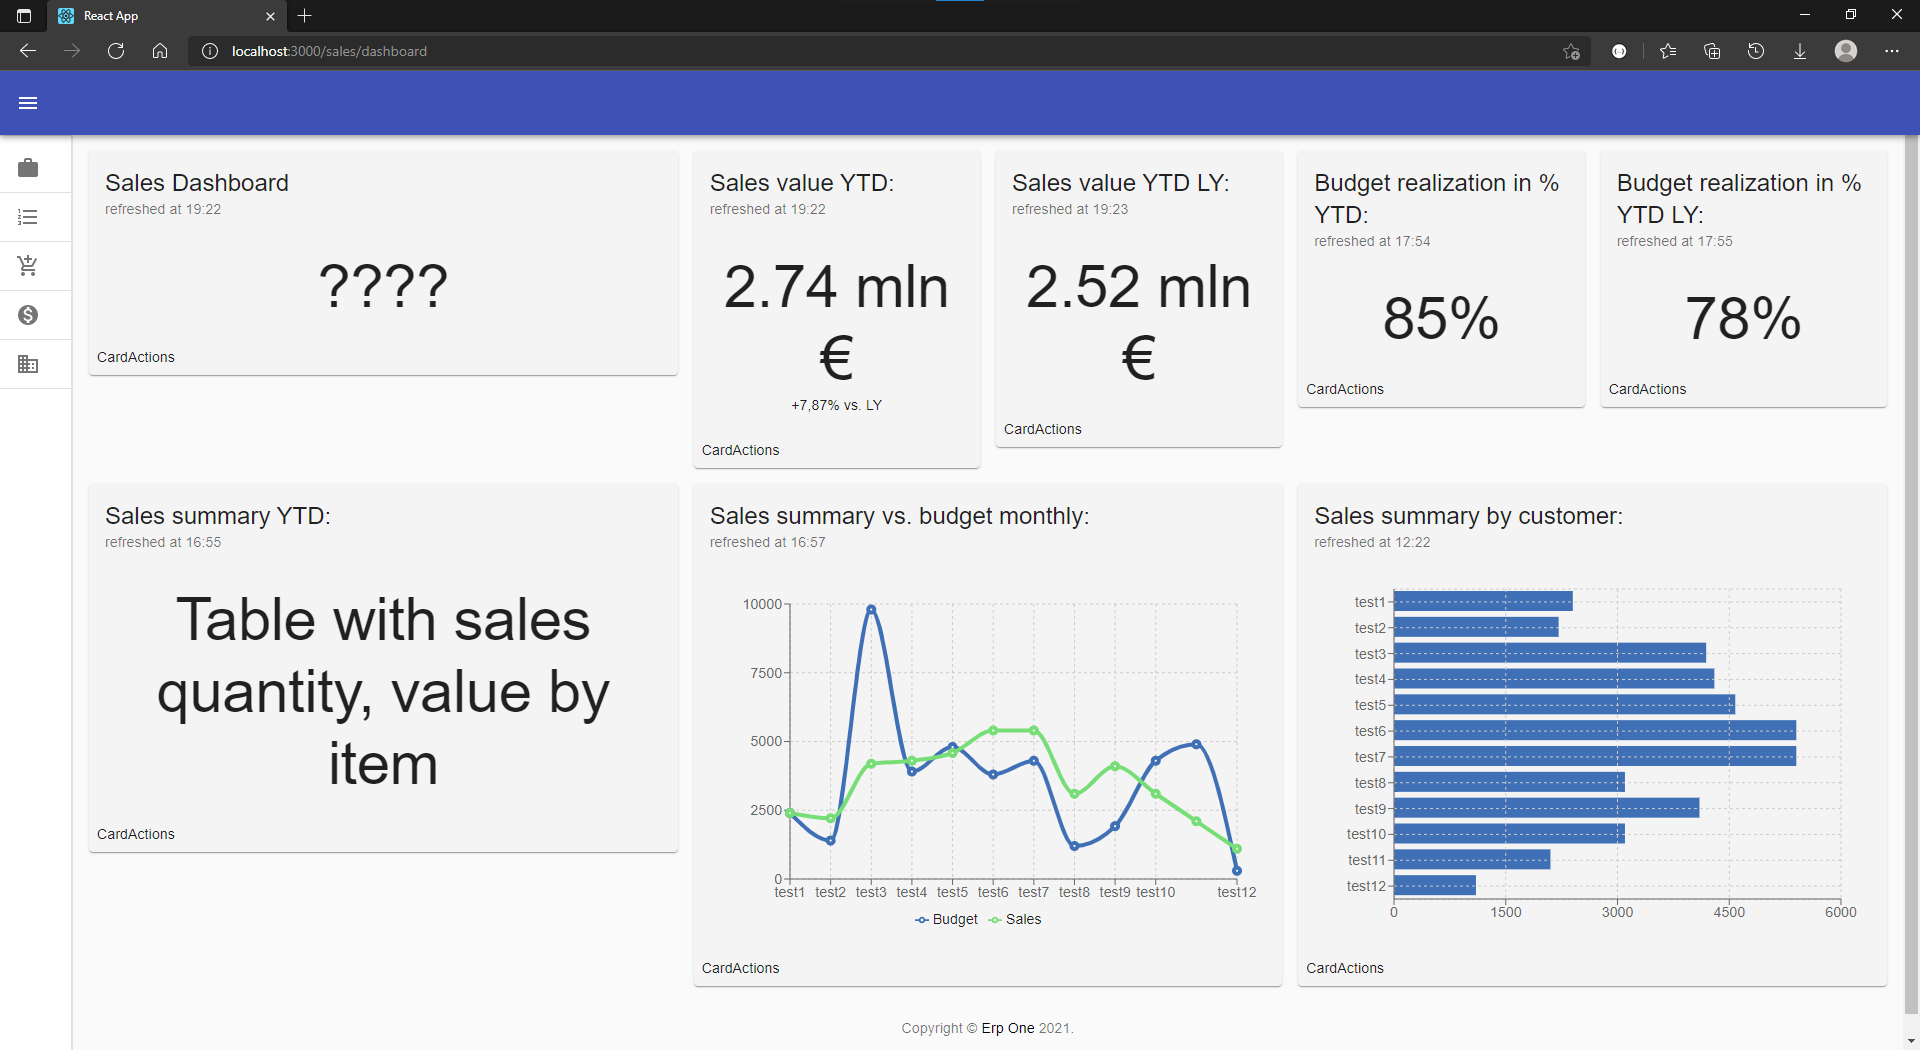 React App
localhost:3000/sales/dashboard
Sales Dashboard
refreshed at 19:22
????
CardActions
Sales value YTD:
refreshed at 19:22
2.74 mln
€
+7,87% vs. LY
CardActions
Sales value YTD LY:
refreshed at 19:23
2.52 mln
€
CardActions
Budget realization in %
YTD:
refreshed at 17:54
85%
CardActions
Budget realization in %
YTD LY:
refreshed at 17:55
78%
CardActions
Sales summary YTD:
refreshed at 16:55
Table with sales
quantity, value by
item
CardActions
Sales summary vs. budget monthly:
refreshed at 16:57
10000
7500
5000
2500
0
test1 test2 test3 test4 test5 test6 test7 test8 test9 test10 test12
Budget Sales
CardActions
Sales summary by customer:
refreshed at 12:22
test1
test2
test3
test4
test5
test6
test7
test8
test9
test10
test11
test12
0 1500 3000 4500 6000
CardActions
Copyright © Erp One 2021.